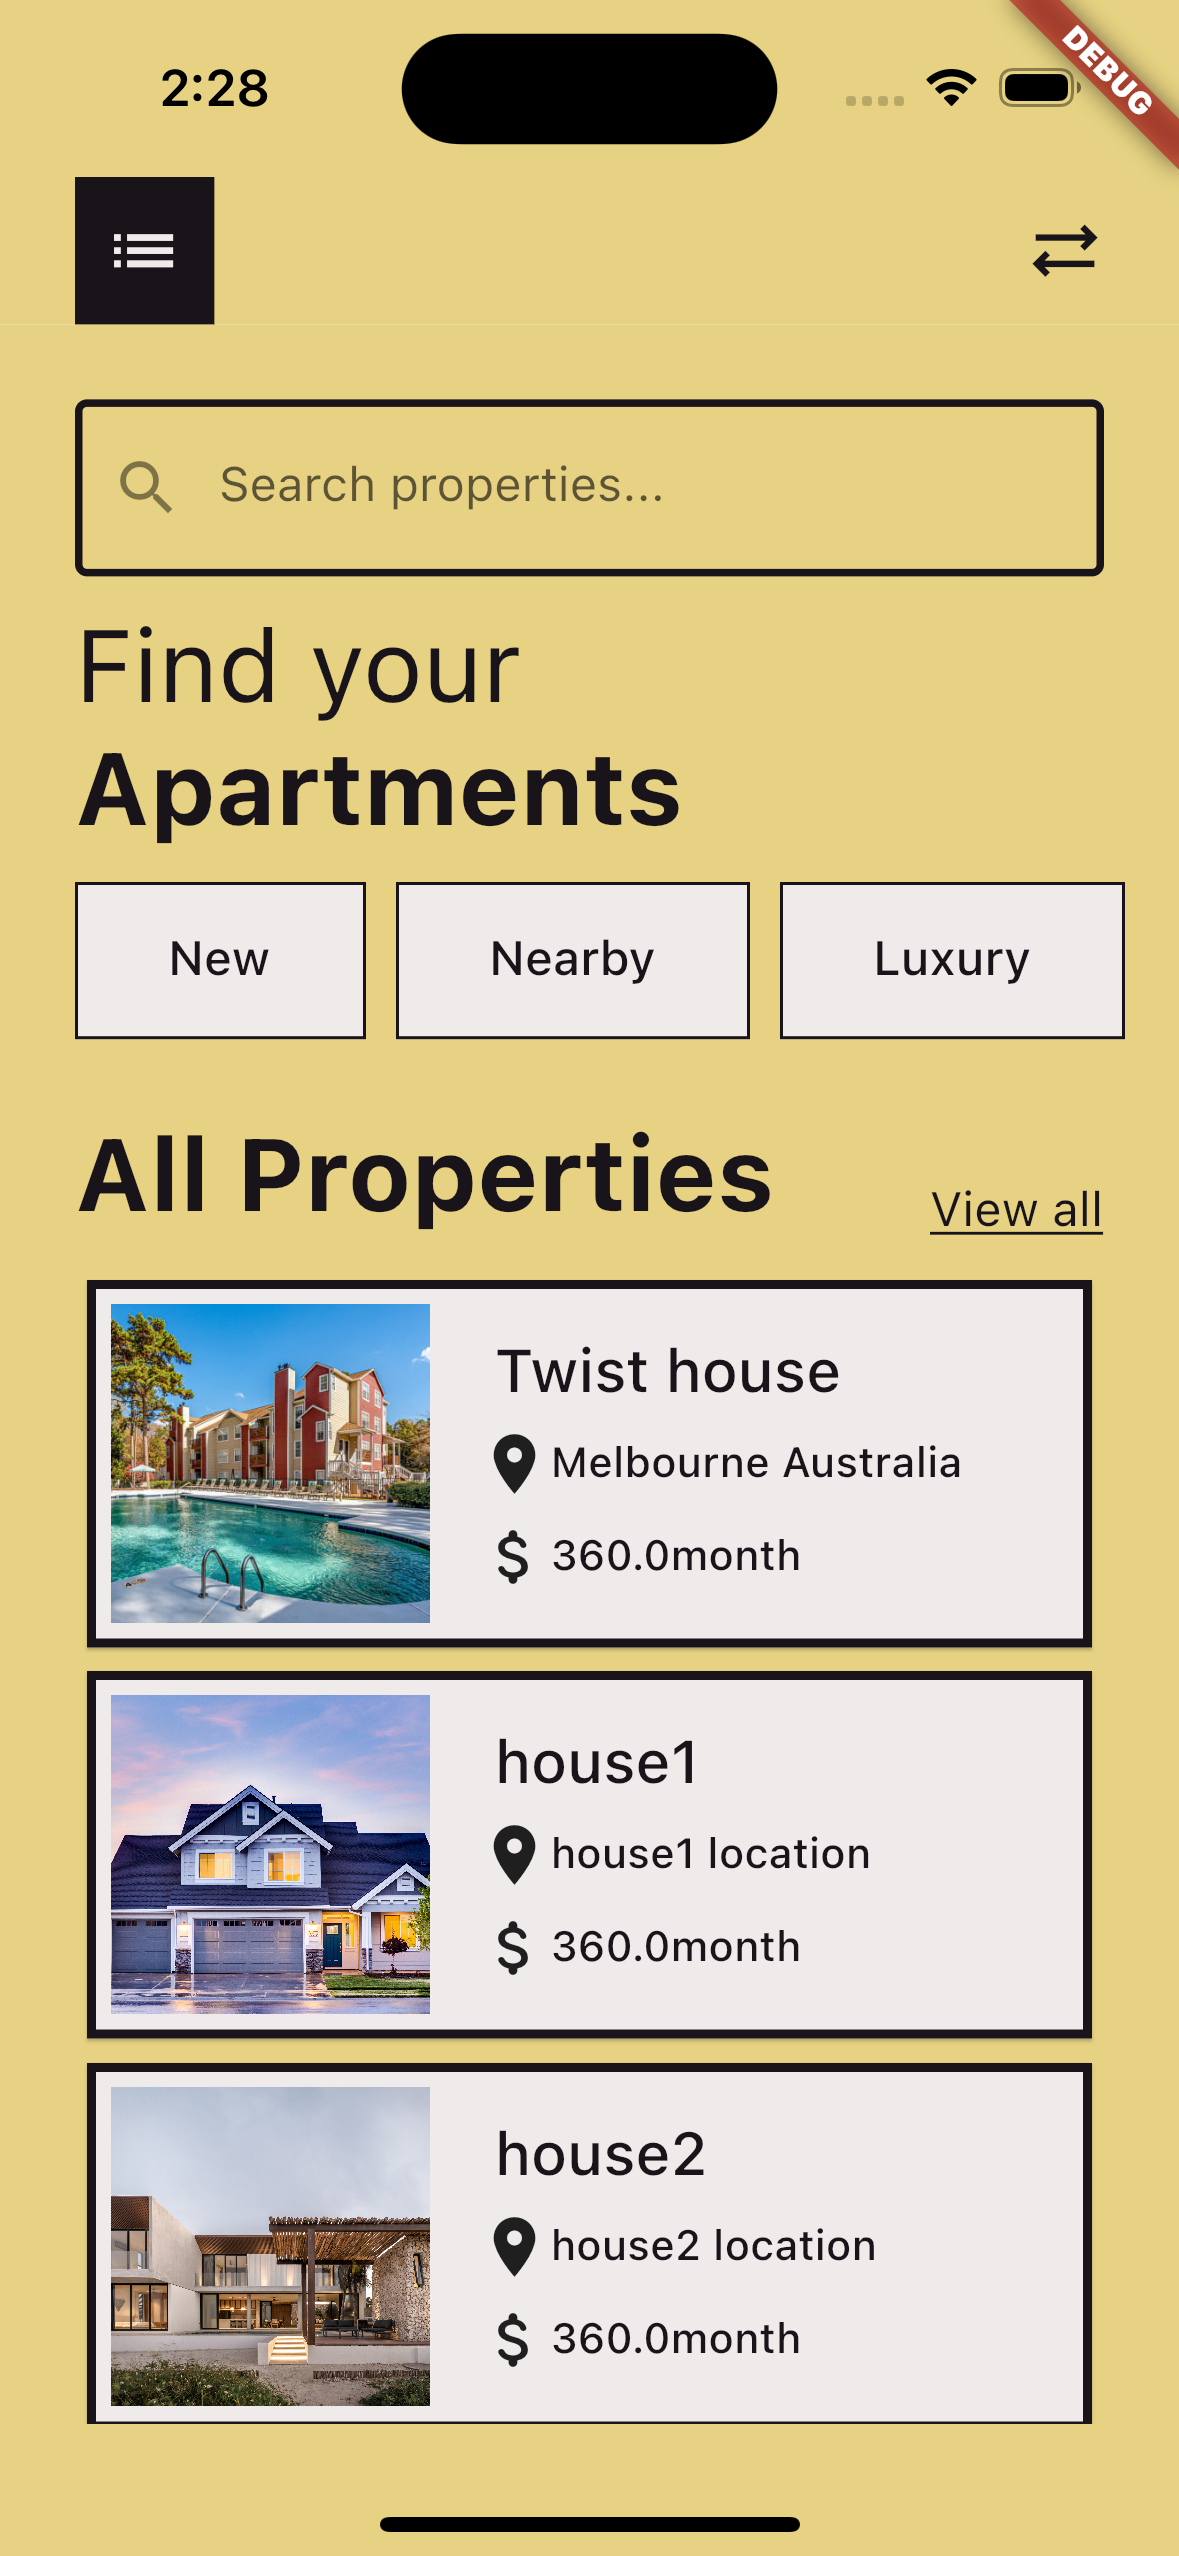 2:28
DEBUG
Search properties...
Find your
Apartments
New
Nearby
Luxury
All Properties
View all
Twist house
Melbourne Australia
$ 360.0month
house1
house1 location
$ 360.0month
house2
house2 location
$ 360.0month